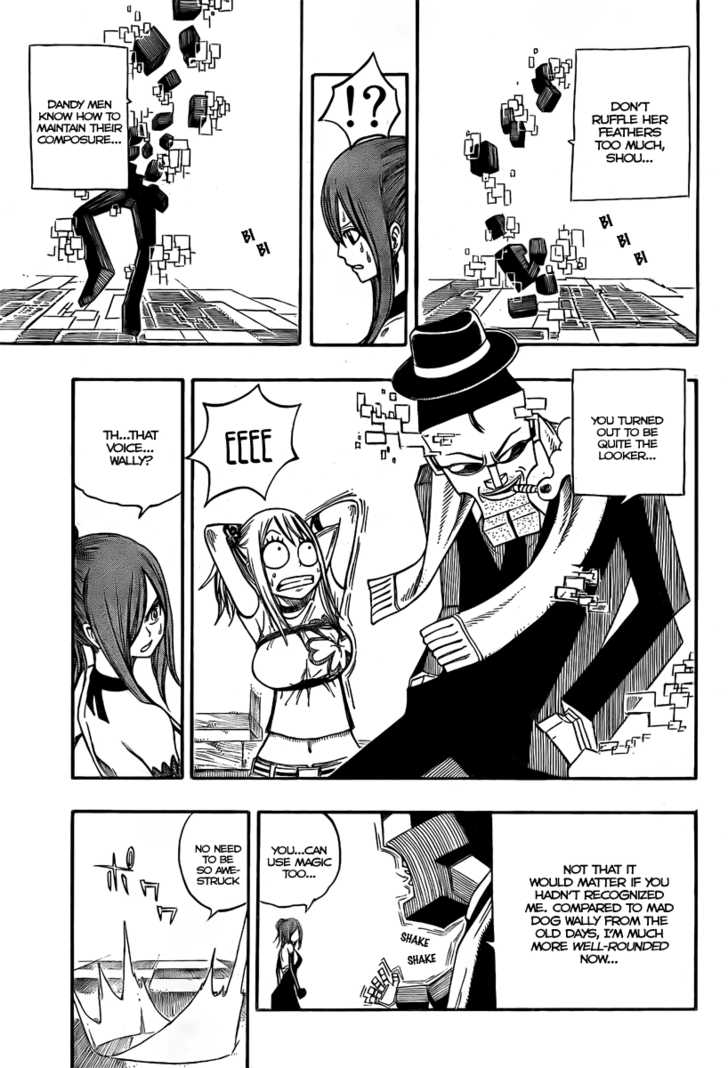 DON'T
RUFFLE HER
FEATHERS
TOO MUCH,
SHOU...
BI
BI
BI
!?
DANDY MEN
KNOW HOW TO
MAINTAIN THEIR
COMPOSURE...
BI
BI
YOU TURNED
OUT TO BE
QUITE THE
LOOKER...
EEEE
TH...THAT
VOICE...
WALLY?
NOT THAT IT
WOULD MATTER IF YOU
HADN'T RECOGNIZED
ME. COMPARED TO MAD
DOG WALLY FROM THE
OLD DAYS, I'M MUCH
MORE WELL-ROUNDED
NOW...
SHAKE
SHAKE
YOU...CAN
USE MAGIC
TOO...
NO NEED
TO BE
SO AWE-
STRUCK